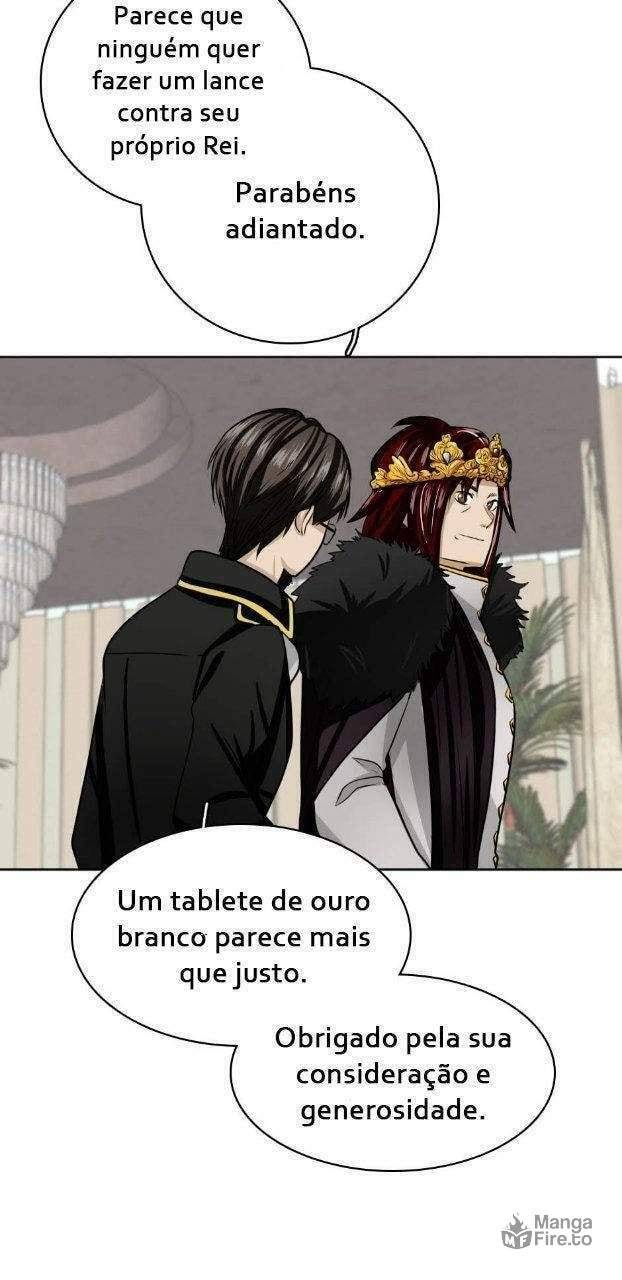 Parece que
ninguém quer
fazer um lance
contra seu
próprio Rei.
Parabéns
adiantado.
Um tablete de ouro
branco parece mais
que justo.
Obrigado pela sua
consideração e
generosidade.
Manga
MF Fire.to